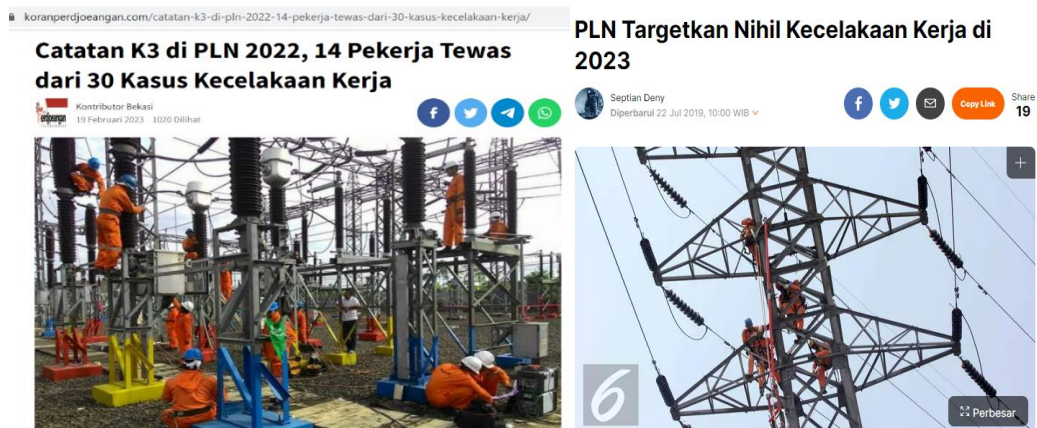 koranperdjoeangan.com/catatan-k3-di-pln-2022-14-pekerja-tewas-dari-30-kasus-kecelakaan-kerja/
Catatan K3 di PLN 2022, 14 Pekerja Tewas
dari 30 Kasus Kecelakaan Kerja
Kontributor Bekasi
19 Februari 2023 1020 Dilihat
PLN Targetkan Nihil Kecelakaan Kerja di
2023
Septian Deny
Diperbarui 22 Jul 2019, 10:00 WIB
Copy Link
Share
19
6
Perbesar